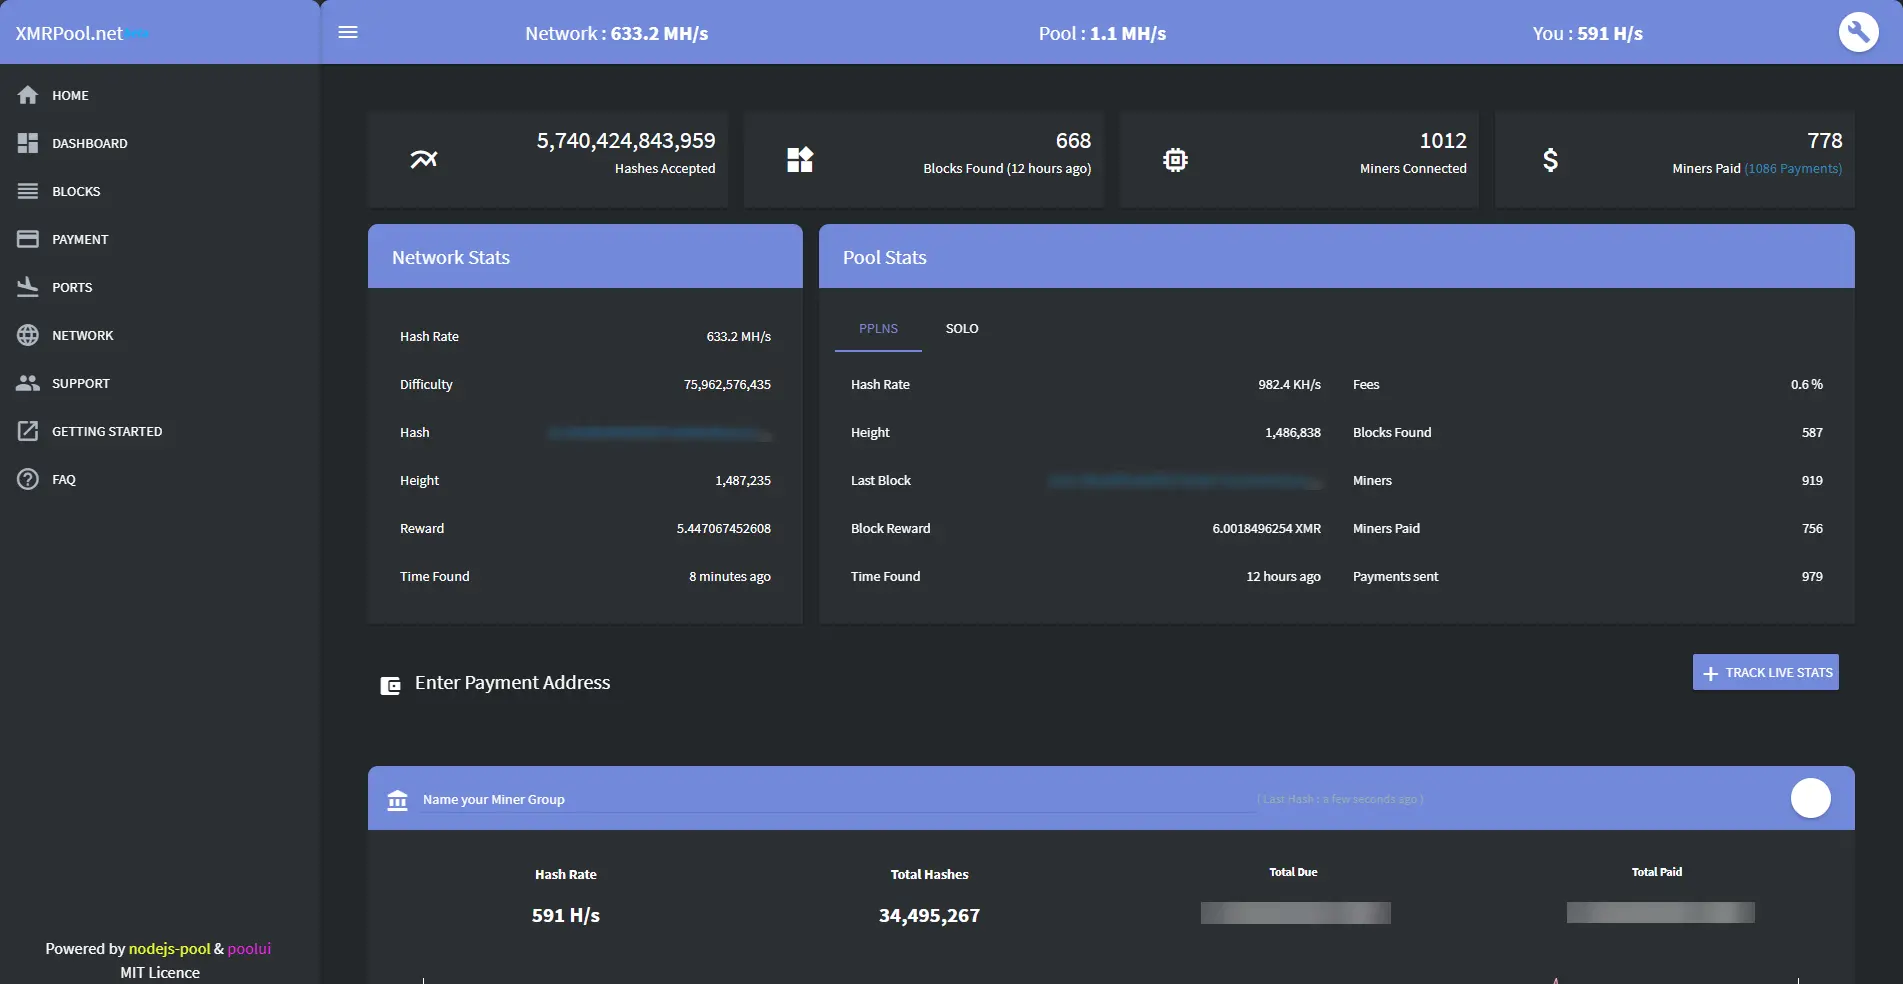 XMRPool.net
Network : 633.2 MH/s
Pool : 1.1 MH/s
You : 591 H/s
HOME
DASHBOARD
BLOCKS
PAYMENT
PORTS
NETWORK
SUPPORT
GETTING STARTED
FAQ
Powered by nodejs-pool & poolui
MIT Licence
5,740,424,843,959
Hashes Accepted
668
Blocks Found (12 hours ago)
1012
Miners Connected
778
Miners Paid (1086 Payments)
Network Stats
Hash Rate 633.2 MH/s
Difficulty 75,962,576,435
Hash
Height 1,487,235
Reward 5.447067452608
Time Found 8 minutes ago
Pool Stats
PPLNS SOLO
Hash Rate 982.4 KH/s Fees 0.6 %
Height 1,486,838 Blocks Found 587
Last Block Miners 919
Block Reward 6.0018496254 XMR Miners Paid 756
Time Found 12 hours ago Payments sent 979
Enter Payment Address
TRACK LIVE STATS
Name your Miner Group
( Last Hash : a few seconds ago )
Hash Rate
591 H/s
Total Hashes
34,495,267
Total Due
Total Paid